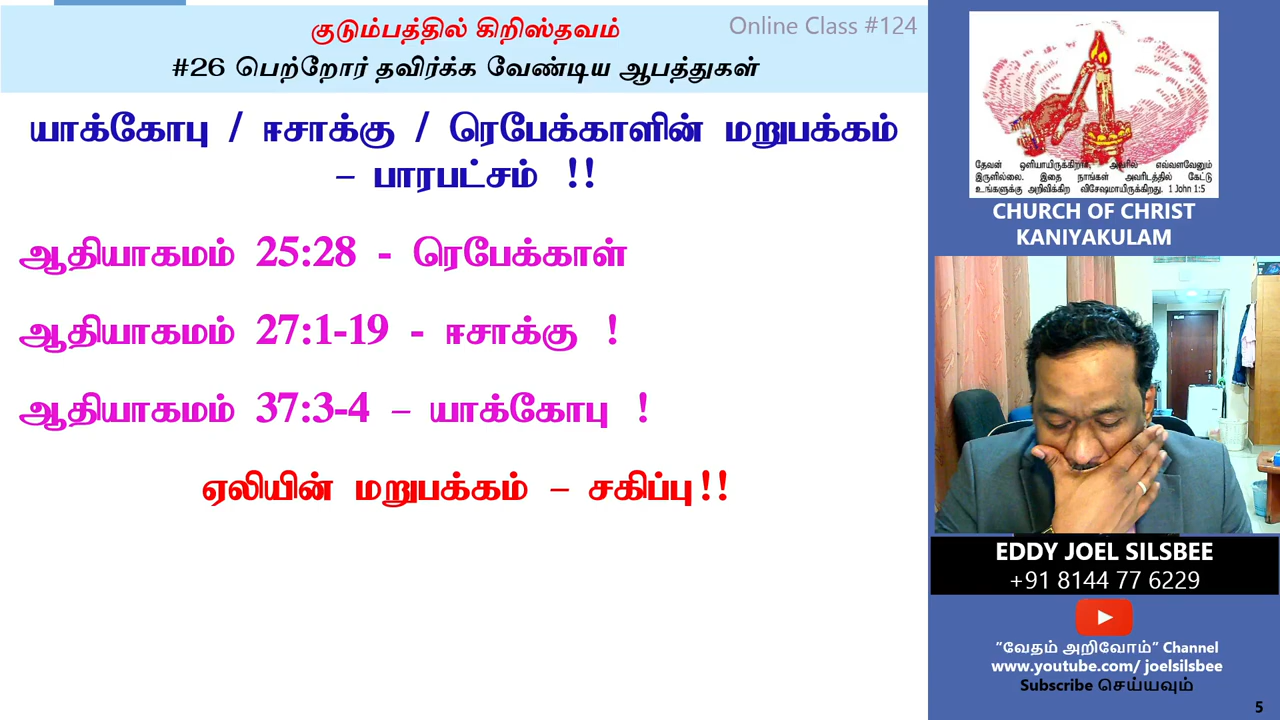 குடும்பத்தில் கிறிஸ்தவம்
Online Class #124
#26 பெற்றோர் தவிர்க்க வேண்டிய ஆபத்துகள்
யாக்கோபு / ஈசாக்கு / ரெபேக்காளின் மறுபக்கம்
– பாரபட்சம் !!
ஆதியாகமம் 25:28 - ரெபேக்காள்
ஆதியாகமம் 27:1-19 - ஈசாக்கு !
ஆதியாகமம் 37:3-4 – யாக்கோபு !
ஏலியின் மறுபக்கம் – சகிப்பு!!
தேவன் ஒளியாயிருக்கிறார், அவரில் எவ்வளவேனும்
இருளில்லை. இதை நாங்கள் அவரிடத்தில் கேட்டு
உங்களுக்கு அறிவிக்கிற விசேஷமாயிருக்கிறது. 1 John 1:5
CHURCH OF CHRIST
KANIYAKULAM
EDDY JOEL SILSBEE
+91 8144 77 6229
"வேதம் அறிவோம்" Channel
www.youtube.com/ joelsilsbee
Subscribe செய்யவும்
5